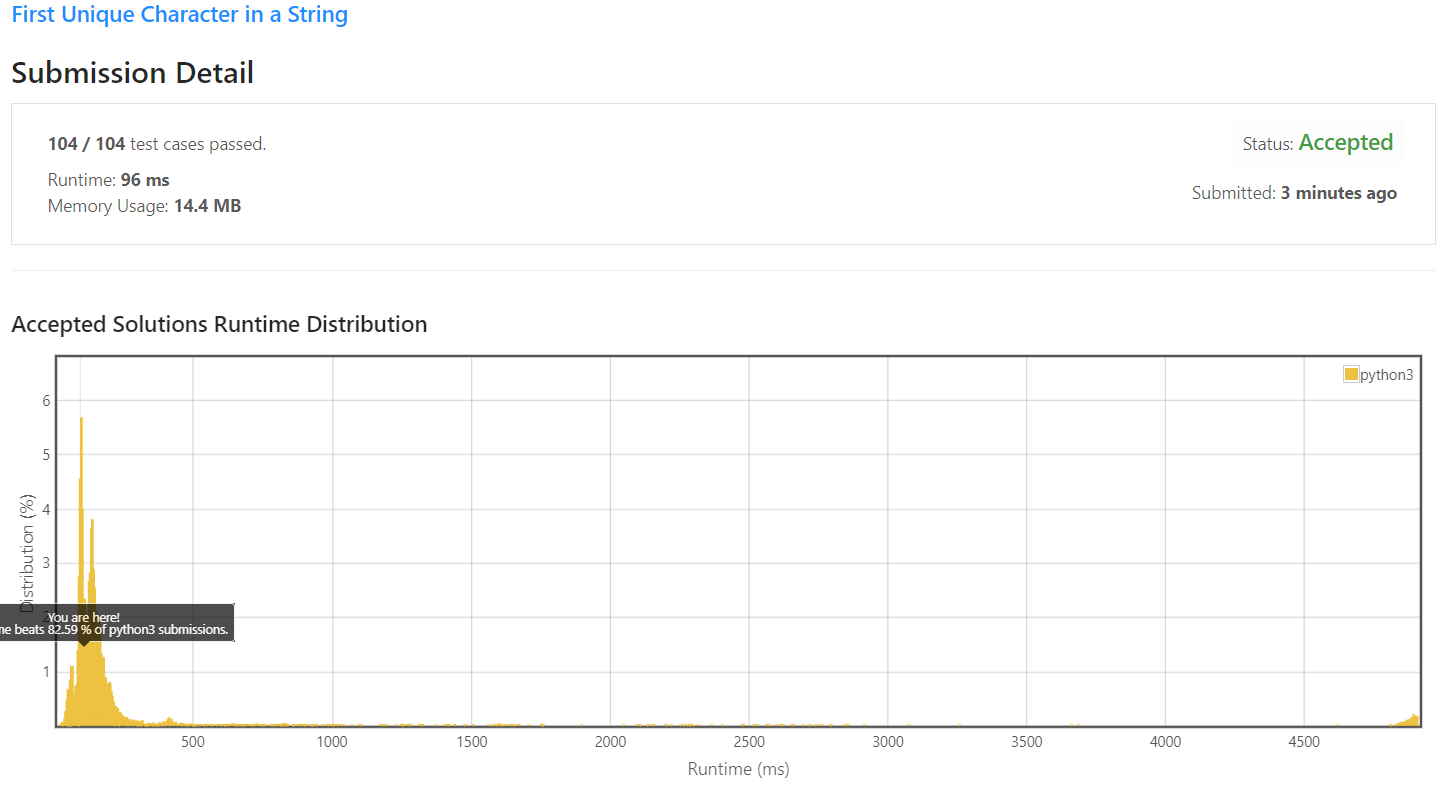 First Unique Character in a String
Submission Detail
104 / 104 test cases passed.
Status: Accepted
Runtime: 96 ms
Memory Usage: 14.4 MB
Submitted: 3 minutes ago
Accepted Solutions Runtime Distribution
python3
Distribution (%)
6
5
4
3
2
1
You are here!
me beats 82.59 % of python3 submissions.
500 1000 1500 2000 2500 3000 3500 4000 4500
Runtime (ms)